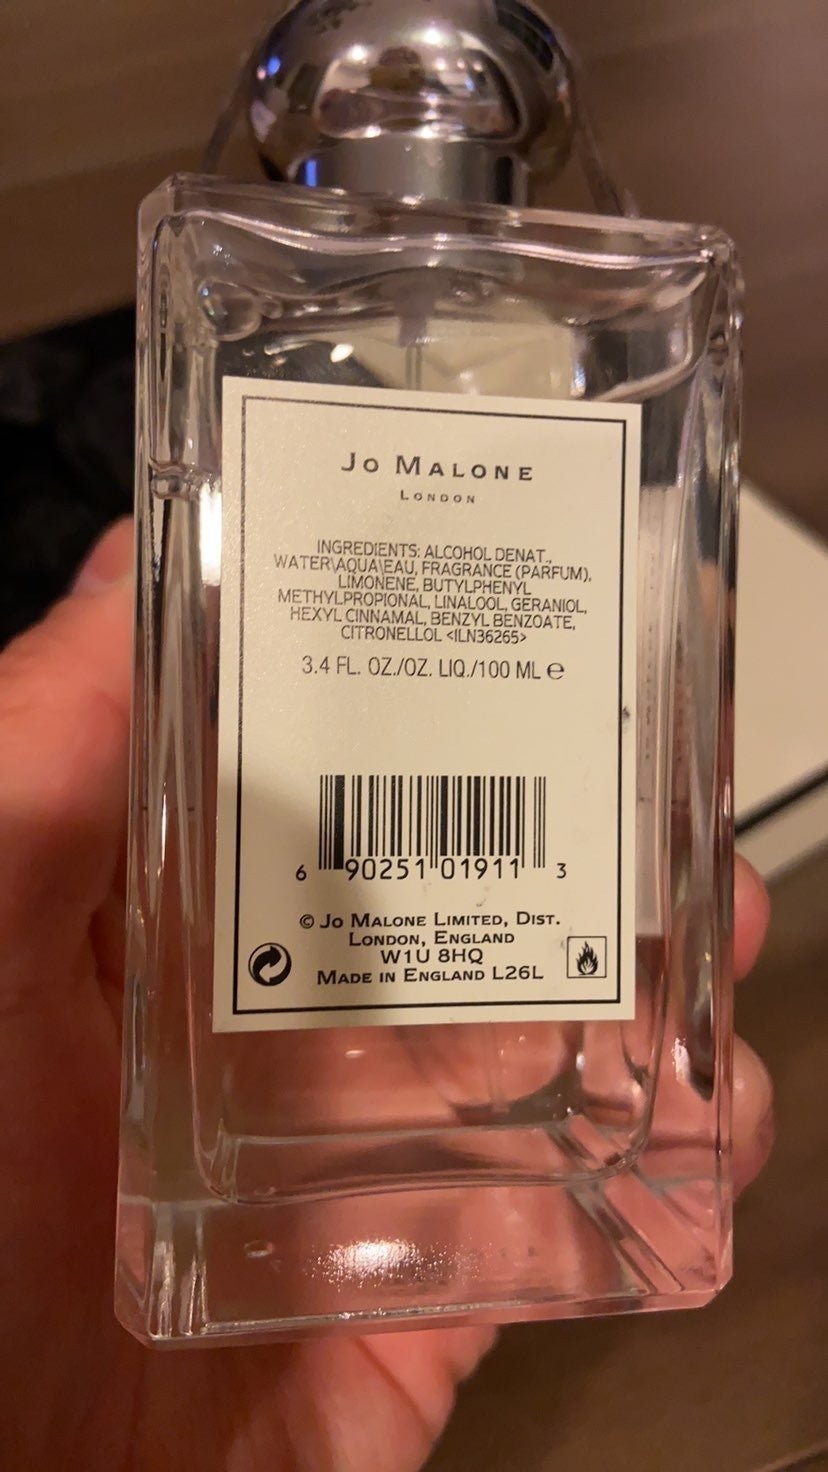 JO MALONE
LONDON
INGREDIENTS: ALCOHOL DENAT.,
WATER\AQUA\EAU, FRAGRANCE (PARFUM),
LIMONENE, BUTYLPHENYL
METHYLPROPIONAL, LINALOOL, GERANIOL,
HEXYL CINNAMAL, BENZYL BENZOATE,
CITRONELLOL <ILN36265>
3.4 FL. OZ./OZ. LIQ./100 ML ℮
6 90251 01911 3
© JO MALONE LIMITED, DIST.
LONDON, ENGLAND
W1U 8HQ
MADE IN ENGLAND L26L